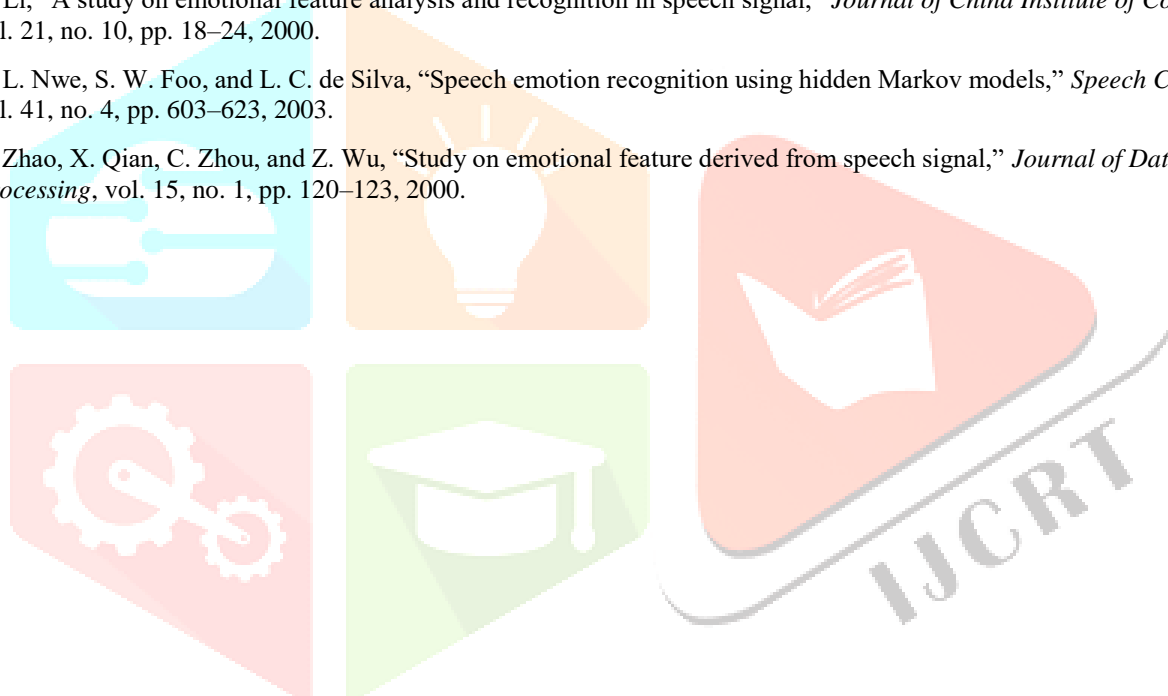 Li, “A study on emotional feature analysis and recognition in speech signal,” Journal of China Institute of Co
l. 21, no. 10, pp. 18–24, 2000.
L. Nwe, S. W. Foo, and L. C. de Silva, “Speech emotion recognition using hidden Markov models,” Speech C
l. 41, no. 4, pp. 603–623, 2003.
Zhao, X. Qian, C. Zhou, and Z. Wu, “Study on emotional feature derived from speech signal,” Journal of Dat
ocessing, vol. 15, no. 1, pp. 120–123, 2000.
IJCRT